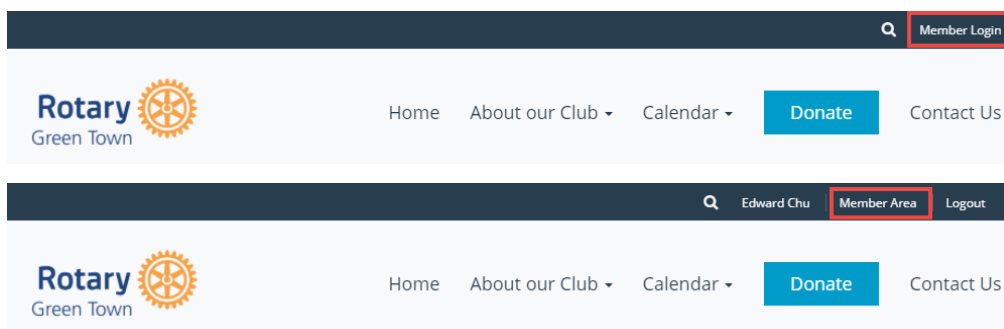 Member Login
Rotary
Green Town
Home About our Club Calendar Donate Contact Us
Edward Chu Member Area Logout
Rotary
Green Town
Home About our Club Calendar Donate Contact Us